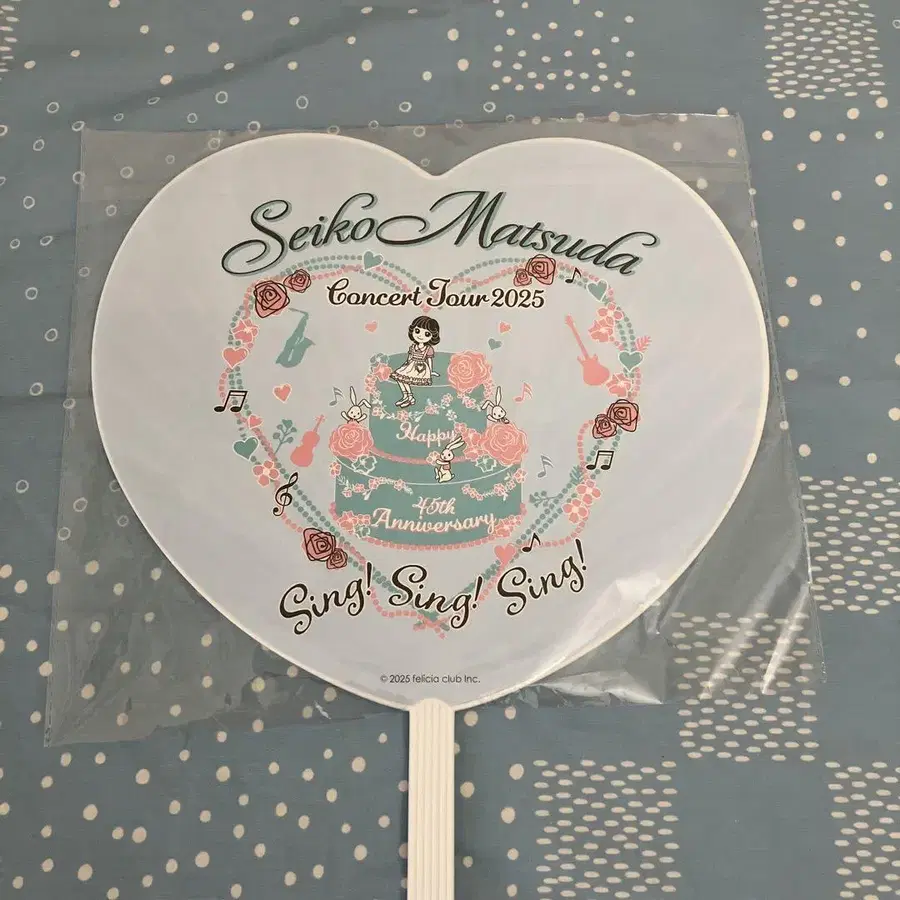 Seiko Matsuda
Concert Tour 2025
Happy
45th
Anniversary
Sing! Sing! Sing!
© 2025 felicia club Inc.